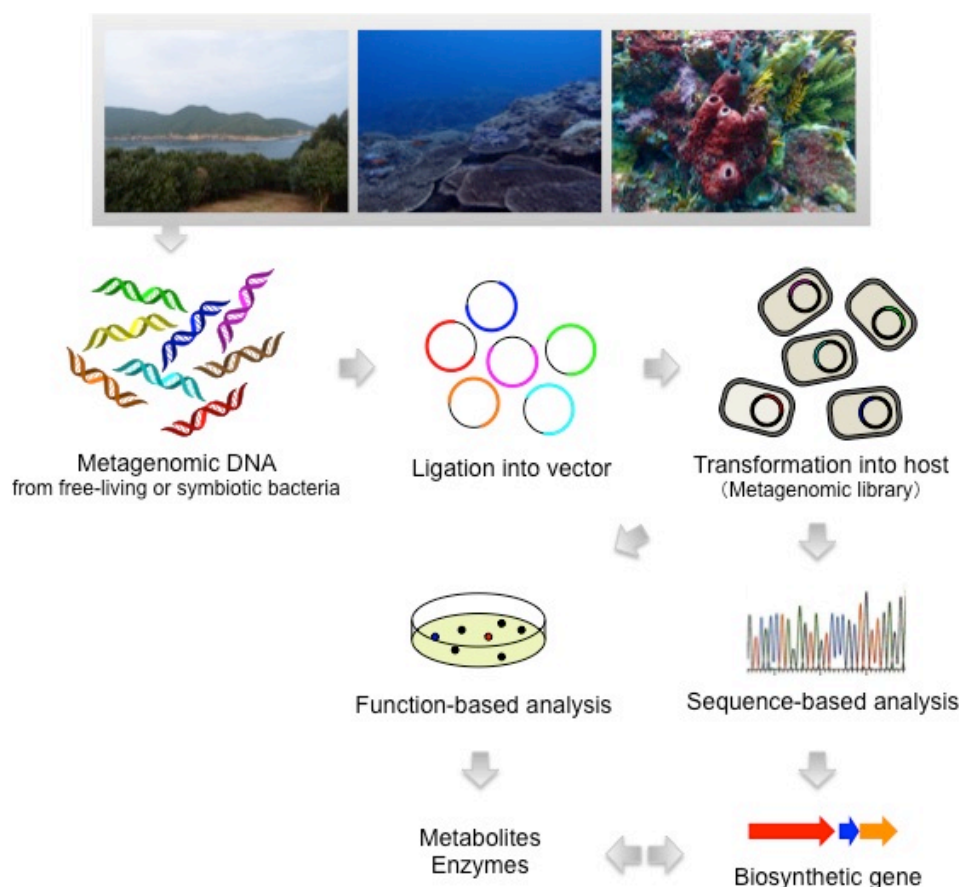 Metagenomic DNA
from free-living or symbiotic bacteria
Ligation into vector
Transformation into host
（Metagenomic library）
Function-based analysis
Sequence-based analysis
Metabolites
Enzymes
Biosynthetic gene